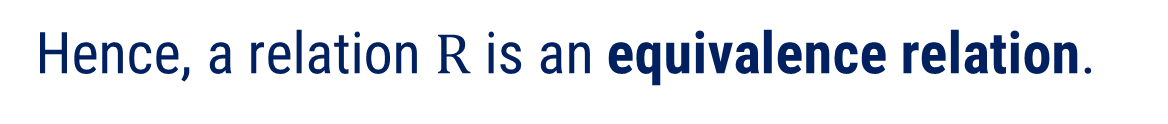 Hence, a relation R is an equivalence relation.